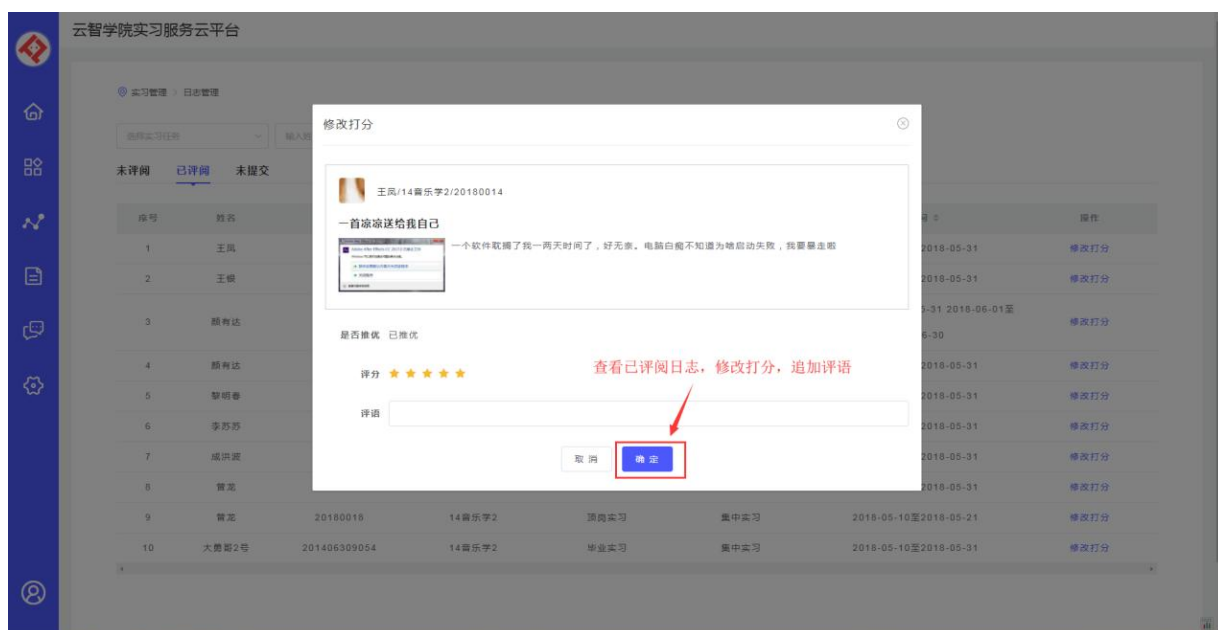 云智学院实习服务云平台
实习管理 > 日志管理
选择实习任务
输入姓
未评阅 已评阅 未提交
序号 姓名 操作
1 王凤 2018-05-31 修改打分
2 2018-05-31 修改打分
3 颜有达 5-31 2018-06-01至 修改打分
6-30
4 颜有达 2018-05-31 修改打分
5 黎明春 2018-05-31 修改打分
6 李苏苏 2018-05-31 修改打分
7 成洪波 2018-05-31 修改打分
8 曾龙 2018-05-31 修改打分
9 曾龙 20180018 14音乐学2 顶岗实习 集中实习 2018-05-10至2018-05-21 修改打分
10 大勇哥2号 201406309054 14音乐学2 毕业实习 集中实习 2018-05-10至2018-05-31 修改打分
修改打分
王凤/14音乐学2/20180014
一首凉凉送给我自己
一个软件耽搁了我一两天时间了，好无奈。电脑白痴不知道为啥启动失败，我要暴走啦
是否推优 已推优
评分
查看已评阅日志，修改打分，追加评语
评语
取消 确定